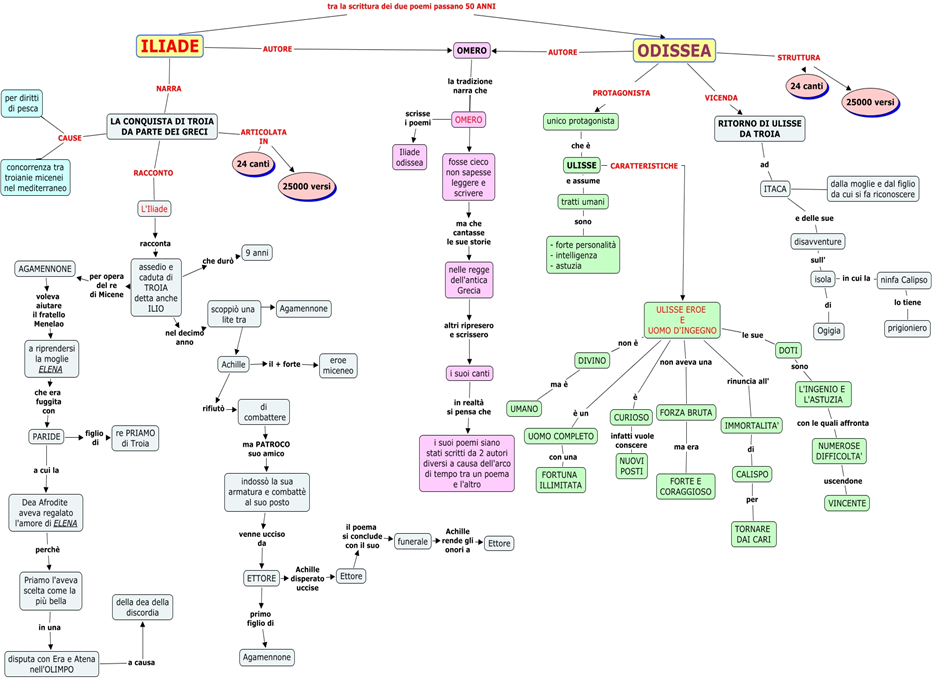 tra la scrittura dei due poemi passano 50 ANNI
ILIADE
AUTORE
OMERO
AUTORE
ODISSEA
STRUTTURA
24 canti
25000 versi
NARRA
LA CONQUISTA DI TROIA
DA PARTE DEI GRECI
CAUSE
per diritti
di pesca
concorrenza tra
troianie micenei
nel mediterraneo
ARTICOLATA
IN
24 canti
25000 versi
RACCONTO
L'Iliade
racconta
assedio e
caduta di
TROIA
detta anche
ILIO
che durò
9 anni
per opera
del re
di Micene
AGAMENNONE
voleva
aiutare
il fratello
Menelao
a riprendersi
la moglie
ELENA
che era
fuggita
con
PARIDE
figlio
di
re PRIAMO
di Troia
a cui la
Dea Afrodite
aveva regalato
l'amore di ELENA
perchè
Priamo l'aveva
scelta come la
più bella
in una
disputa con Era e Atena
nell'OLIMPO
a causa
della dea della
discordia
nel decimo
anno
scoppiò una
lite tra
Agamennone
Achille
il + forte
eroe
miceneo
rifiutò
di
combattere
ma PATROCO
suo amico
indossò la sua
armatura e combattè
al suo posto
venne ucciso
da
ETTORE
Achille
disperato
uccise
Ettore
il poema
si conclude
con il suo
funerale
Achille
rende gli
onori a
Ettore
primo
figlio di
Agamennone
la tradizione
narra che
OMERO
scrisse
i poemi
Iliade
odissea
fosse cieco
non sapesse
leggere e
scrivere
ma che
cantasse
le sue storie
nelle regge
dell'antica
Grecia
altri ripresero
e scrissero
i suoi canti
in realtà
si pensa che
i suoi poemi siano
stati scritti da 2 autori
diversi a causa dell'arco
di tempo tra un poema
e l'altro
PROTAGONISTA
unico protagonista
che è
ULISSE
CARATTERISTICHE
e assume
tratti umani
sono
- forte personalità
- intelligenza
- astuzia
ULISSE EROE
E
UOMO D'INGEGNO
non è
DIVINO
ma è
UMANO
è un
UOMO COMPLETO
con una
FORTUNA
ILLIMITATA
è
CURIOSO
infatti vuole
conscere
NUOVI
POSTI
non aveva una
FORZA BRUTA
ma era
FORTE E
CORAGGIOSO
rinuncia all'
IMMORTALITA'
di
CALISPO
per
TORNARE
DAI CARI
le sue
DOTI
sono
L'INGENIO E
L'ASTUZIA
con le quali affronta
NUMEROSE
DIFFICOLTA'
uscendone
VINCENTE
VICENDA
RITORNO DI ULISSE
DA TROIA
ad
ITACA
dalla moglie e dal figlio
da cui si fa riconoscere
e delle sue
disavventure
sull'
isola
in cui la
ninfa Calipso
lo tiene
prigioniero
di
Ogigia